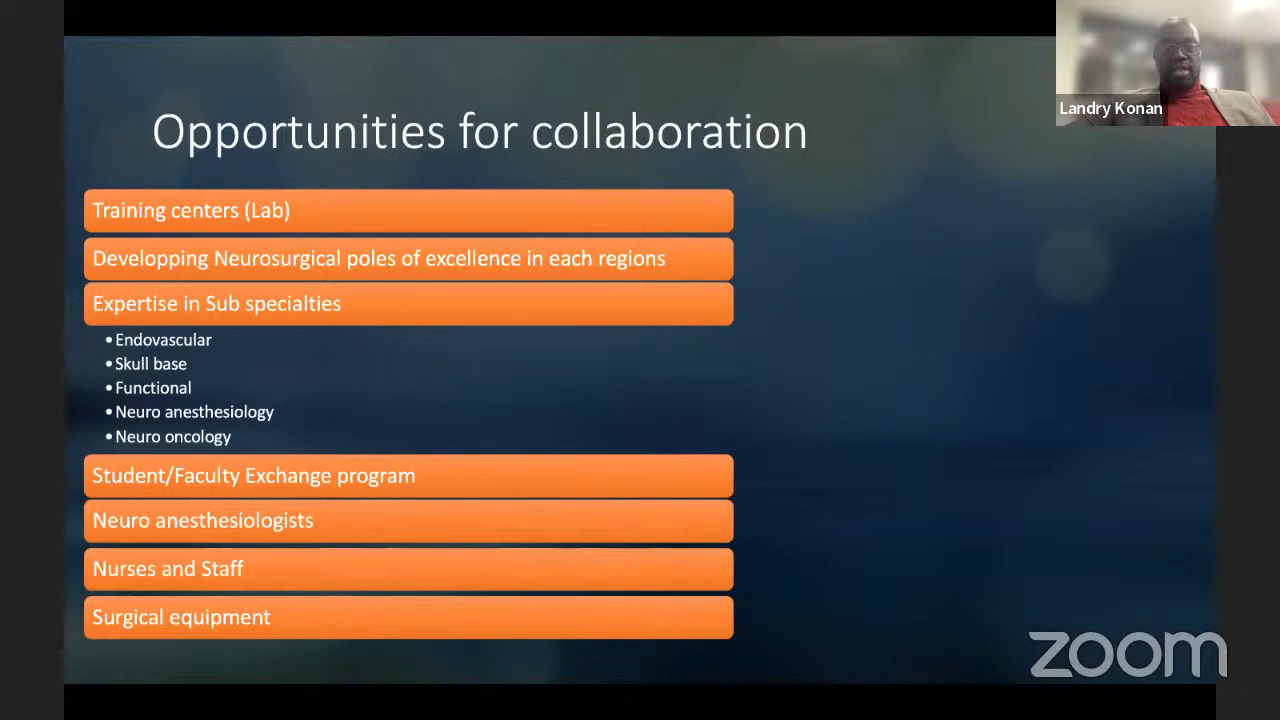 Landry Konan
Opportunities for collaboration
Training centers (Lab)
Developping Neurosurgical poles of excellence in each regions
Expertise in Sub specialties
• Endovascular
• Skull base
• Functional
• Neuro anesthesiology
• Neuro oncology
Student/Faculty Exchange program
Neuro anesthesiologists
Nurses and Staff
Surgical equipment
zoom